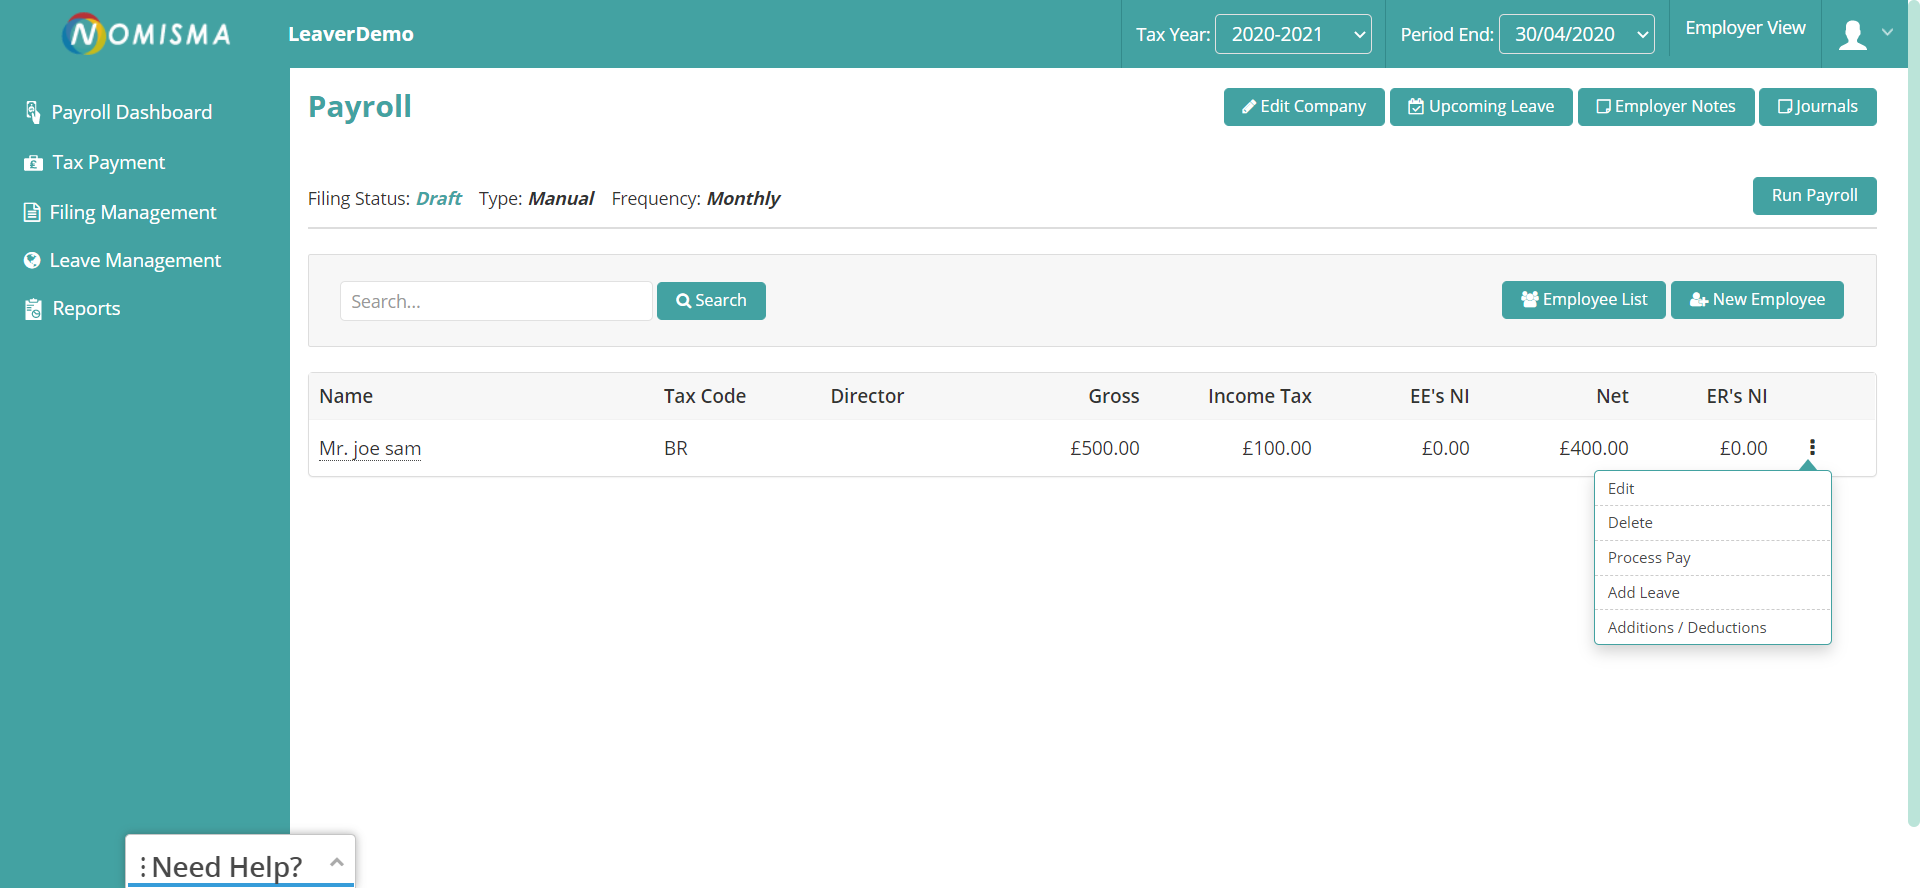 NOMISMA
LeaverDemo
Tax Year: 2020-2021
Period End: 30/04/2020
Employer View
Payroll Dashboard
Tax Payment
Filing Management
Leave Management
Reports
Payroll
Edit Company
Upcoming Leave
Employer Notes
Journals
Filing Status: Draft Type: Manual Frequency: Monthly
Run Payroll
Search...
Search
Employee List
New Employee
Name Tax Code Director Gross Income Tax EE's NI Net ER's NI
Mr. joe sam BR £500.00 £100.00 £0.00 £400.00 £0.00
Edit
Delete
Process Pay
Add Leave
Additions / Deductions
Need Help?